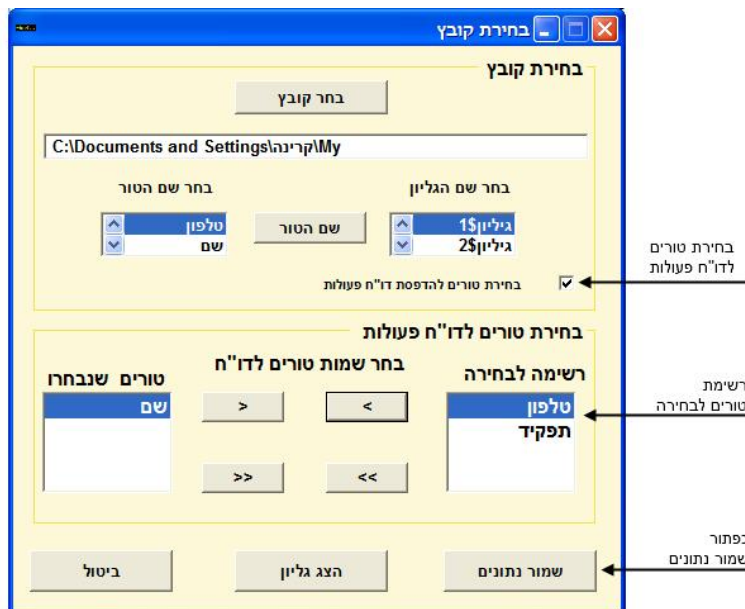 בחירת קובץ
בחירת קובץ
בחר קובץ
C:\Documents and Settings\קרינה\My
בחר שם הגליון
בחר שם הטור
גיליון1$
גיליון2$
שם הטור
טלפון
שם
בחירת טורים להדפסת דו"ח פעולות
בחירת טורים
לדו"ח פעולות
בחירת טורים לדו"ח פעולות
רשימה לבחירה
בחר שמות טורים לדו"ח
טורים שנבחרו
טלפון
תפקיד
>
<
שם
<<
>>
רשימת
טורים לבחירה
שמור נתונים
הצג גליון
ביטול
כפתור
שמור נתונים